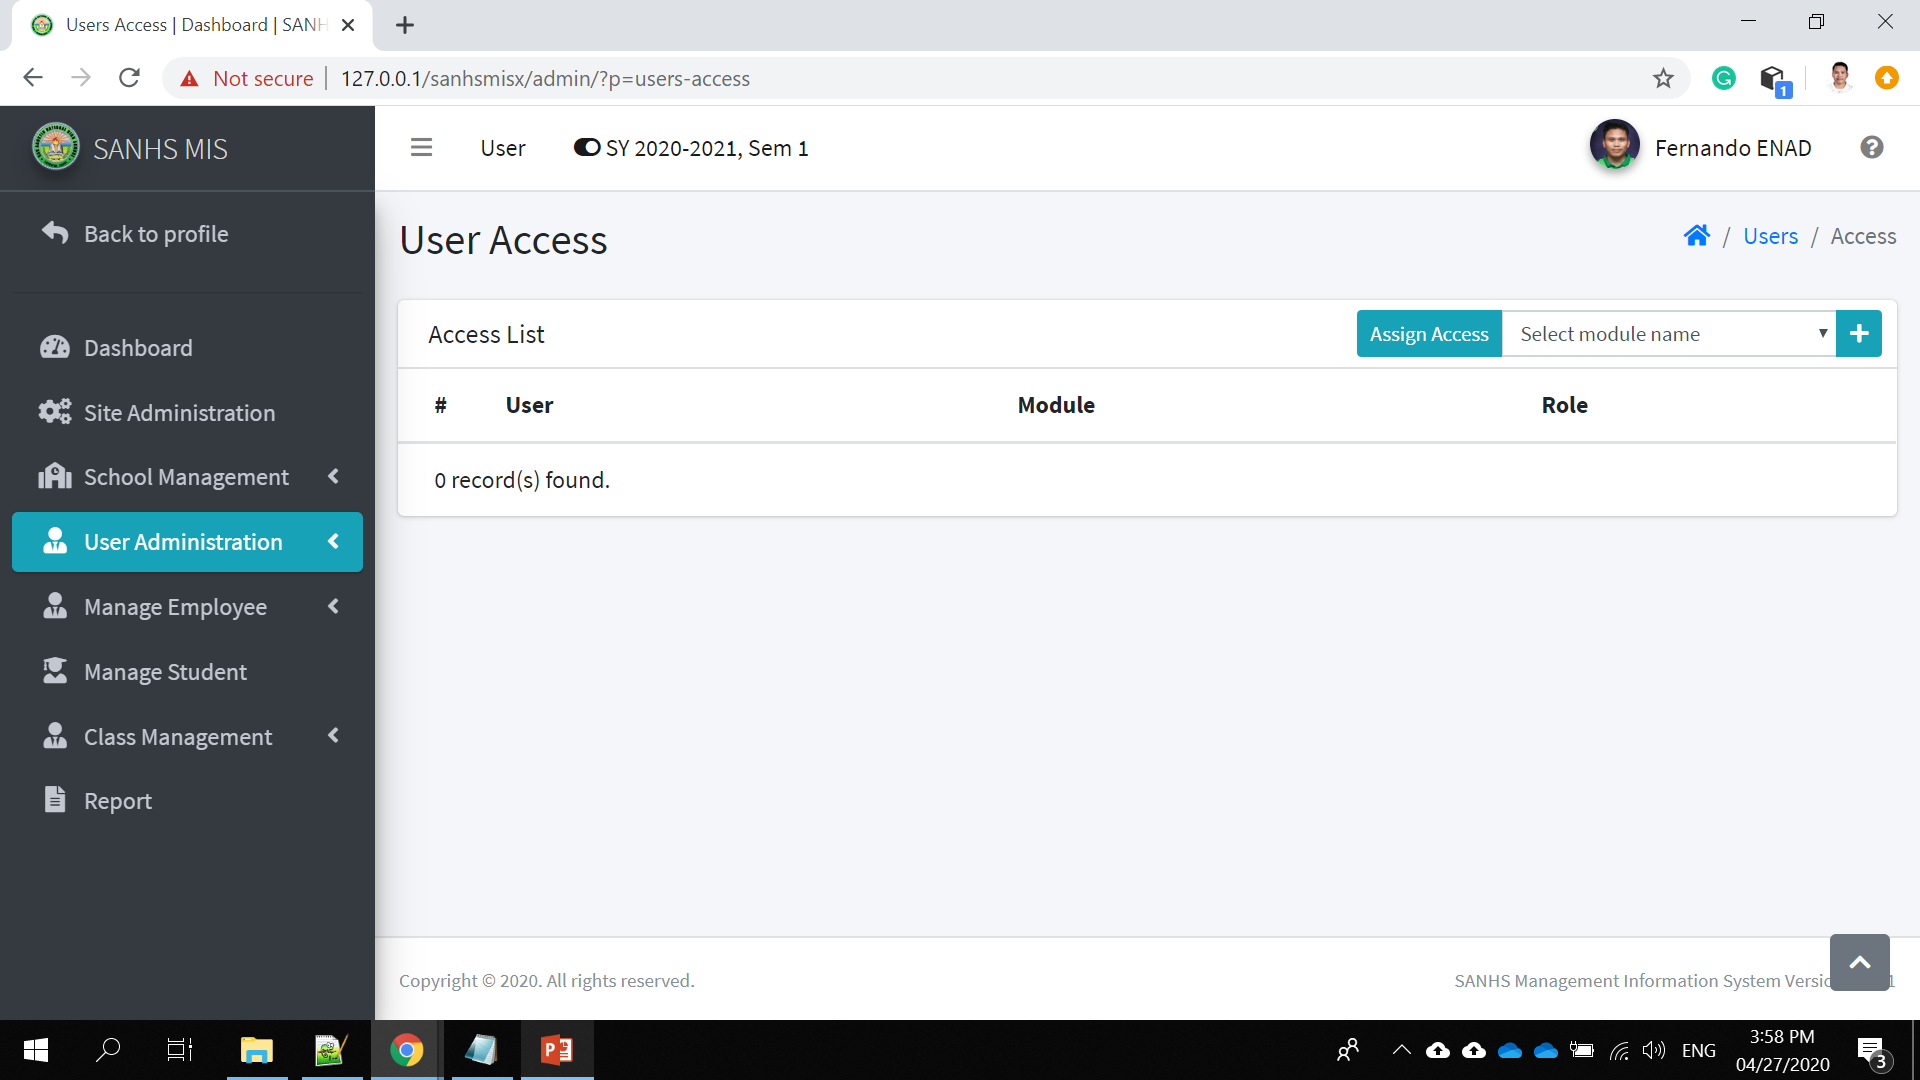 Users Access | Dashboard | SANH
Not secure
127.0.0.1/sanhsmisx/admin/?p=users-access
1
SANHS MIS
User
SY 2020-2021, Sem 1
Fernando ENAD
Back to profile
User Access
/ Users / Access
Access List
Assign Access
Select module name
# User Module Role
0 record(s) found.
Dashboard
Site Administration
School Management
User Administration
Manage Employee
Manage Student
Class Management
Report
Copyright © 2020. All rights reserved.
SANHS Management Information System
ENG
3:58 PM
04/27/2020
3